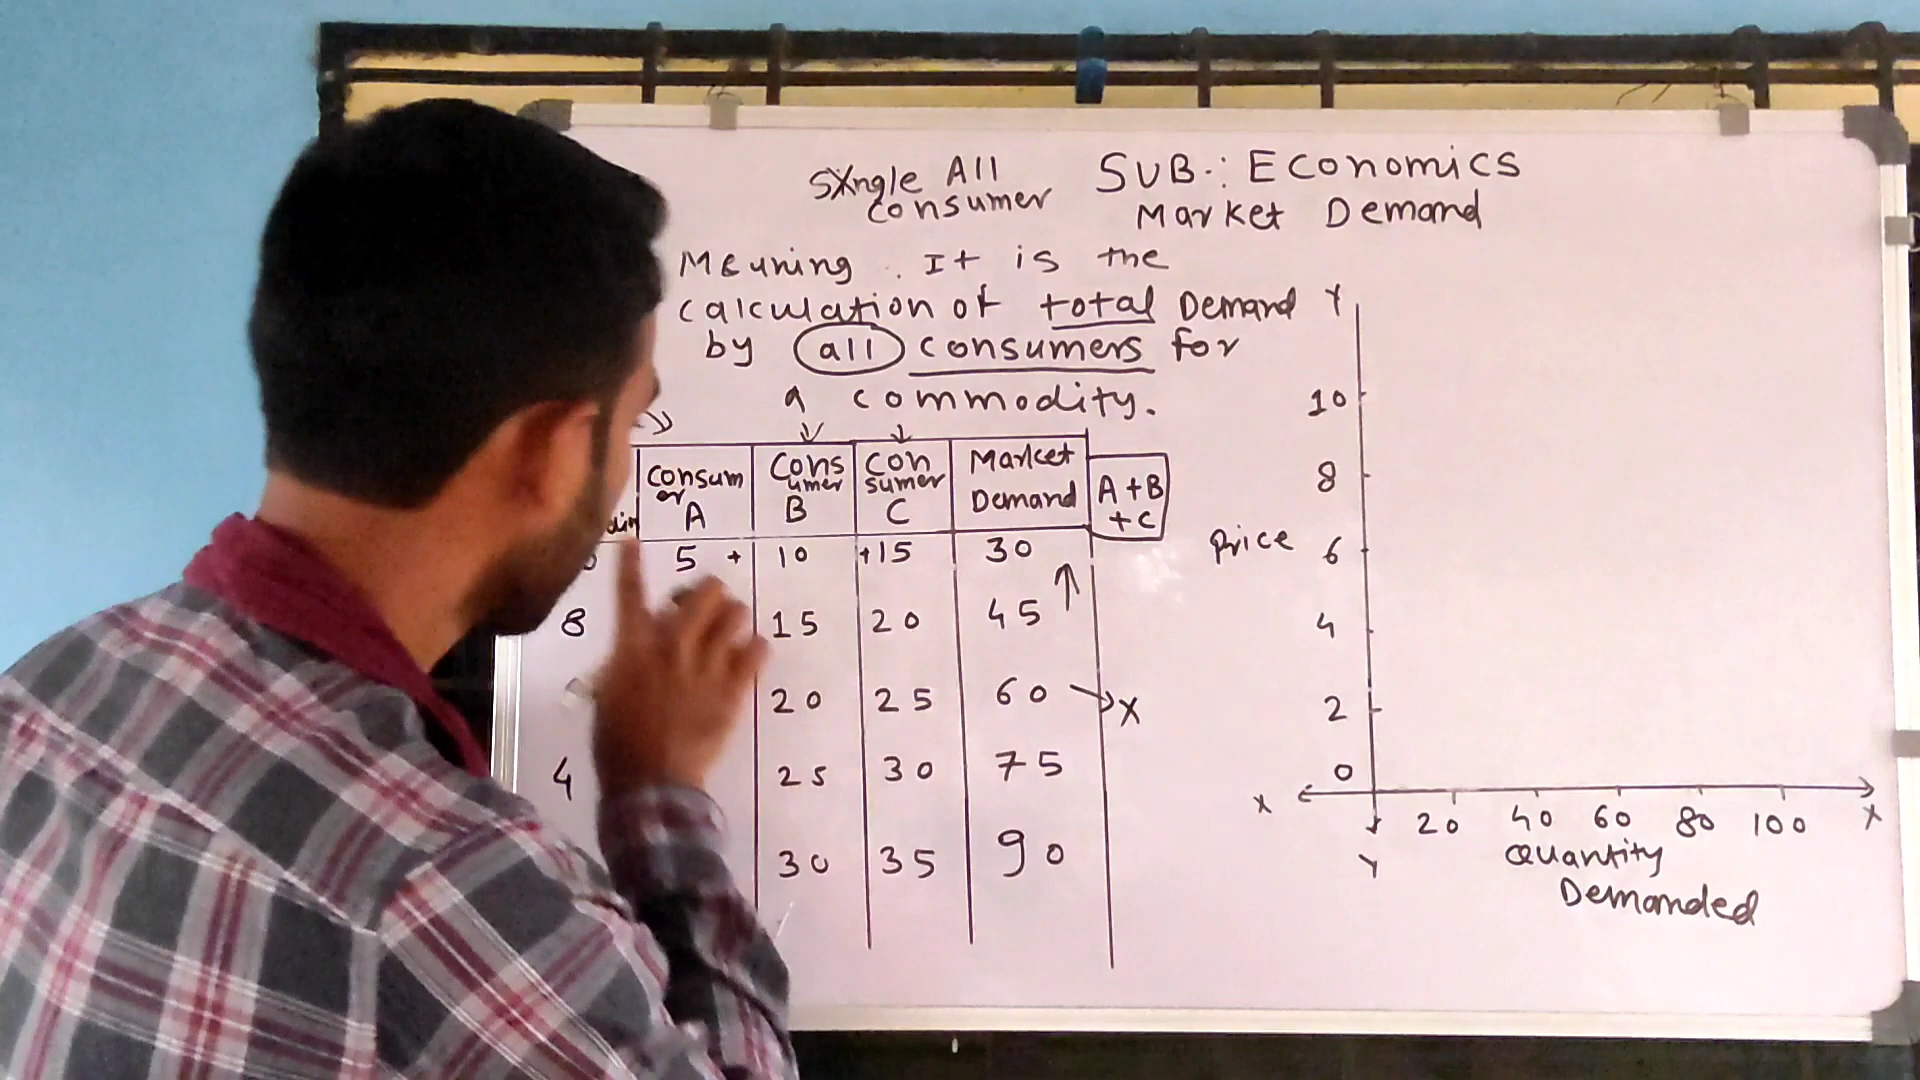 SUB.: Economics
Market Demand
SXngle All
consumer
Meuning. It is the
calculation of total Demand
by all consumers for
a commodity.
Consum
er
A
Cons
umer
B
Con
sumer
C
Market
Demand
A + B
+ C
5 + 10 +15 30
8 15 20 45
20 25 60 X
4 25 30 75
30 35 90
Y
10
8
Price 6
4
2
0
X 20 40 60 80 100 X
Y
Quantity
Demanded